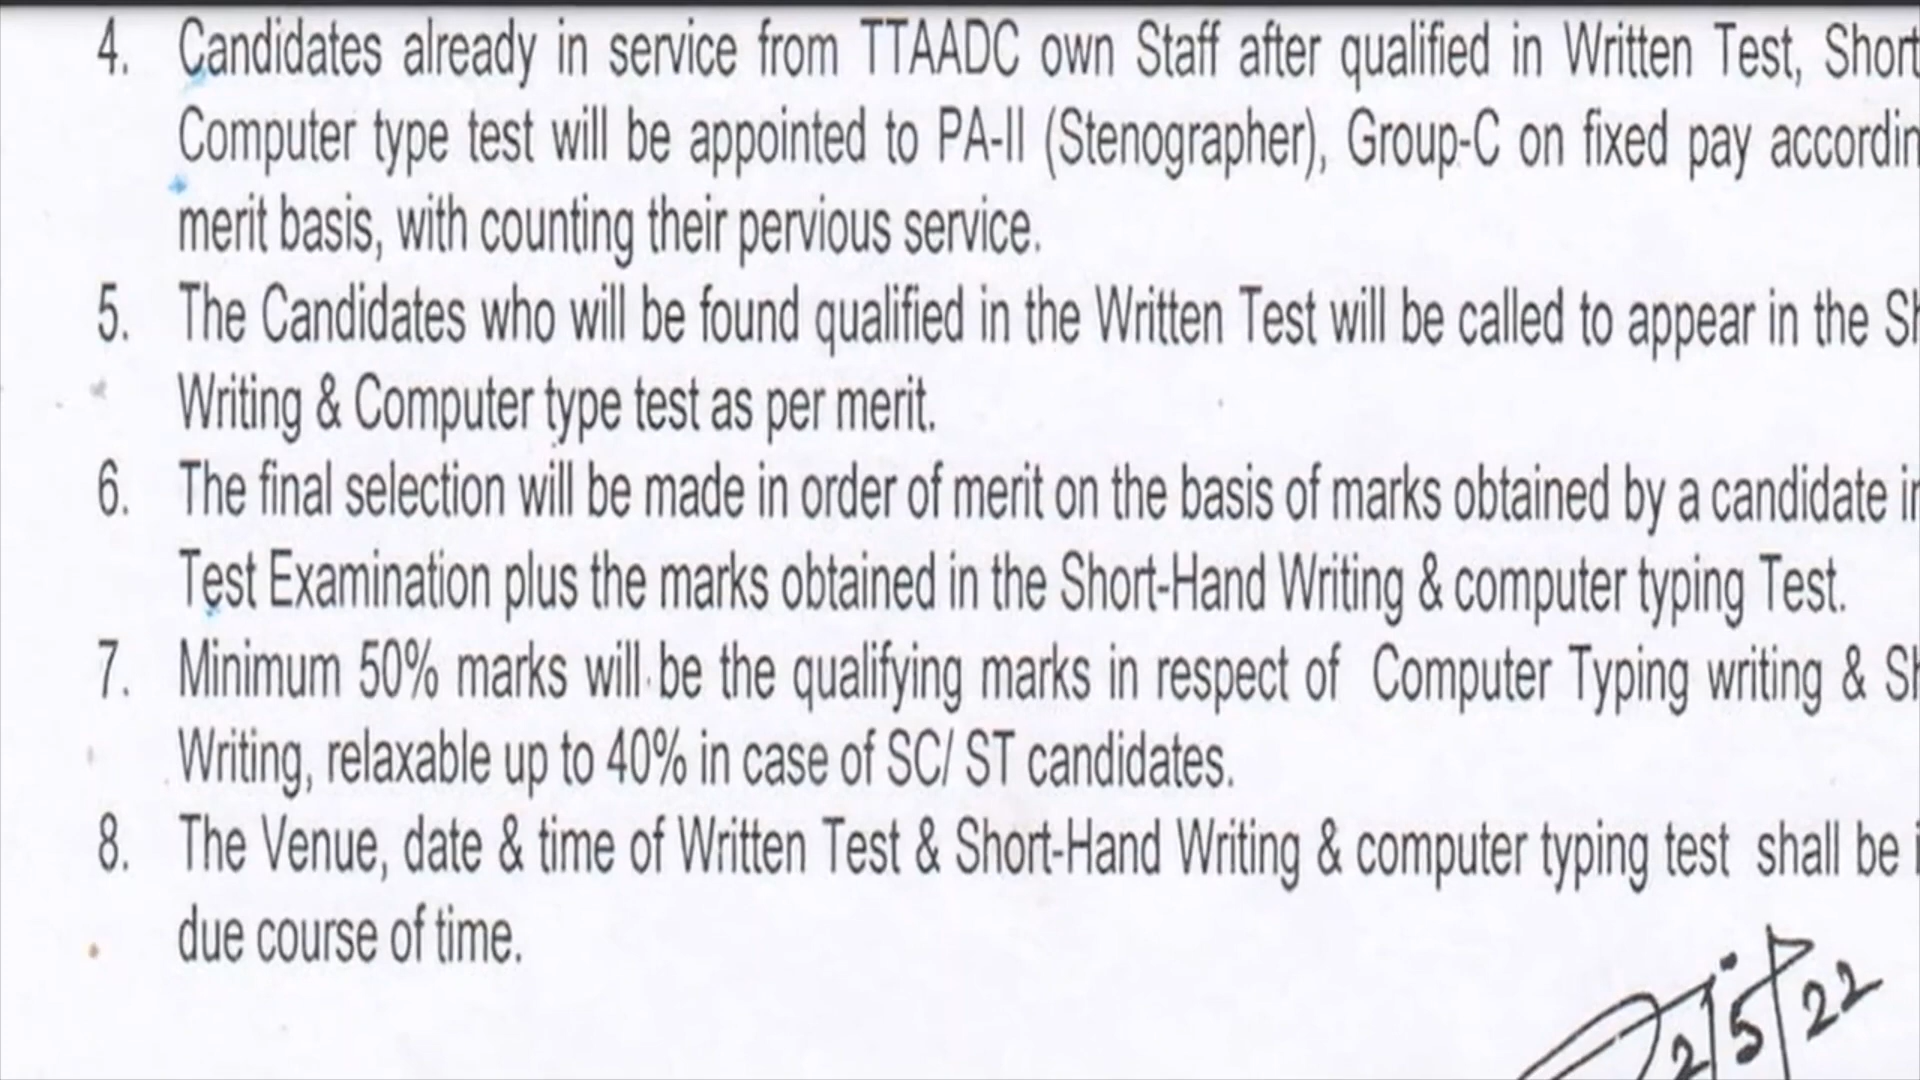 4. Candidates already in service from TTAADC own Staff after qualified in Written Test, Short
Computer type test will be appointed to PA-II (Stenographer), Group-C on fixed pay
merit basis, with counting their pervious service.
5. The Candidates who will be found qualified in the Written Test will be called to appear in the
Writing & Computer type test as per merit.
6. The final selection will be made in order of merit on the basis of marks obtained by a candidate
Test Examination plus the marks obtained in the Short-Hand Writing & computer typing Test.
7. Minimum 50% marks will be the qualifying marks in respect of Computer Typing writing &
Writing, relaxable up to 40% in case of SC/ ST candidates.
8. The Venue, date & time of Written Test & Short-Hand Writing & computer typing test shall be
due course of time.
2/5/22